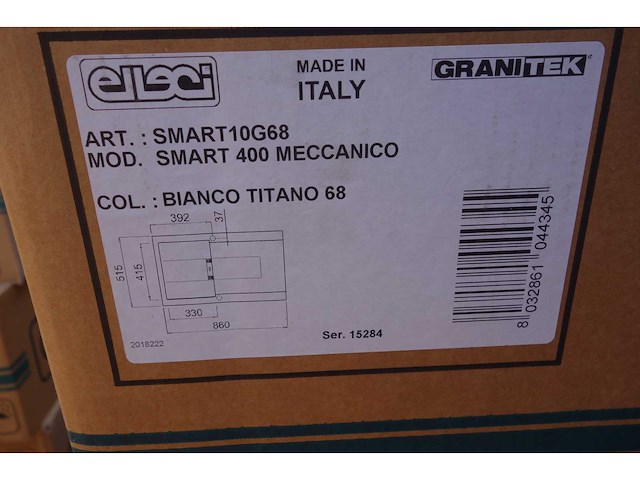 elleci
MADE IN
ITALY
GRANITEK
ART. : SMART10G68
MOD. SMART 400 MECCANICO
COL. : BIANCO TITANO 68
392
37
515
415
330
860
2018222
Ser. 15284
8 032861 044345